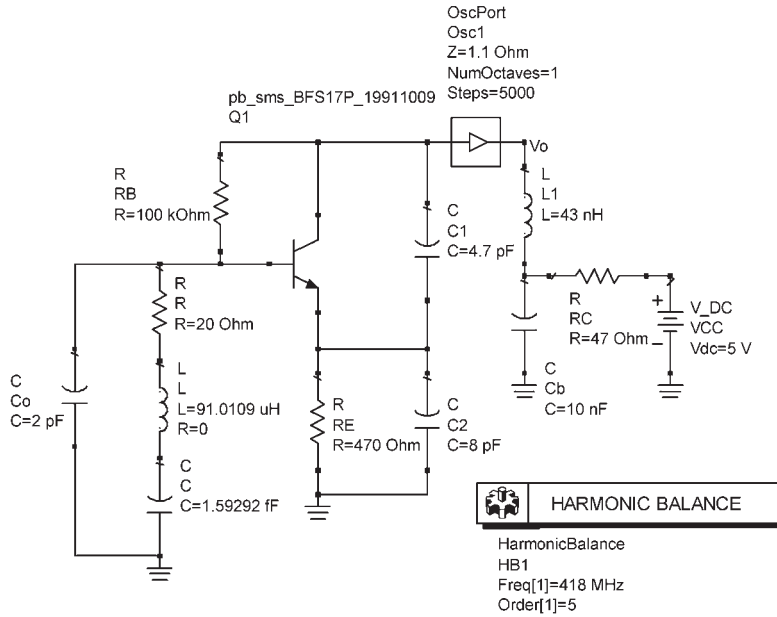 OscPort
Osc1
Z=1.1 Ohm
NumOctaves=1
Steps=5000
pb_sms_BFS17P_19911009
Q1
Vo
R
RB
R=100 kOhm
L
L1
L=43 nH
C
C1
C=4.7 pF
R
R
R=20 Ohm
R
RC
R=47 Ohm
+
V_DC
VCC
Vdc=5 V
–
C
Co
C=2 pF
L
L
L=91.0109 uH
R=0
R
RE
R=470 Ohm
C
C2
C=8 pF
C
Cb
C=10 nF
C
C
C=1.59292 fF
HARMONIC BALANCE
HarmonicBalance
HB1
Freq[1]=418 MHz
Order[1]=5